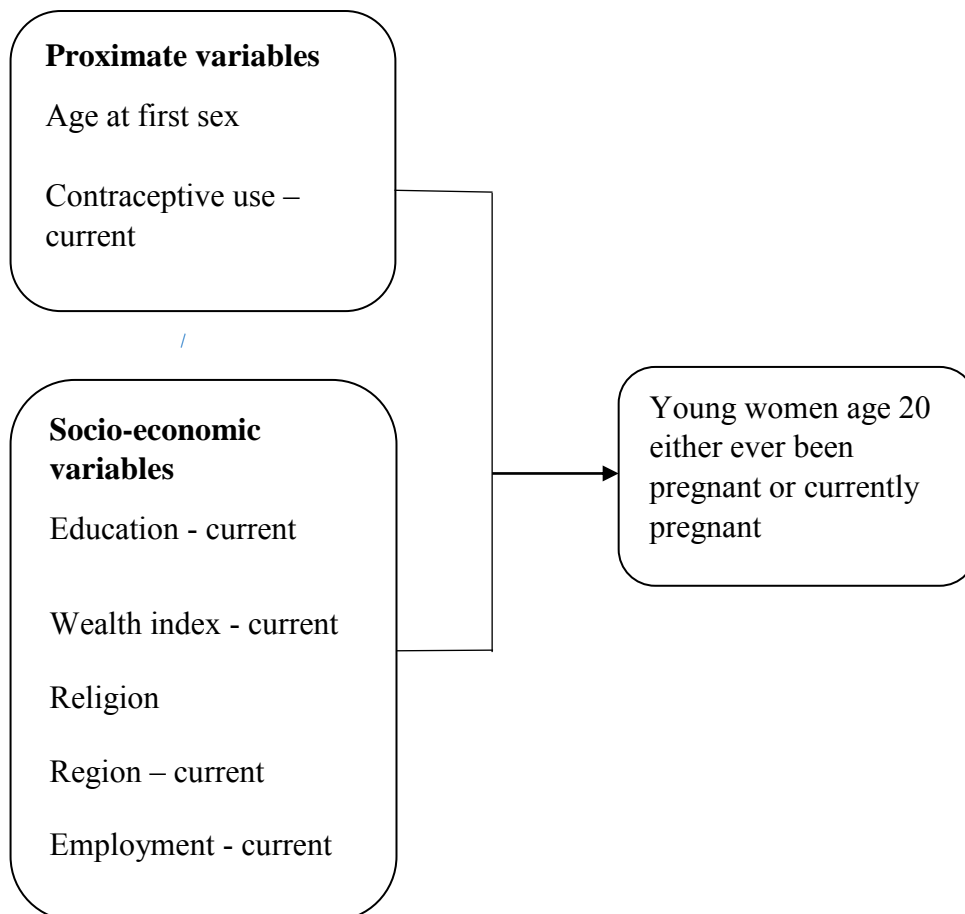 Proximate variables
Age at first sex
Contraceptive use –
current
/
Socio-economic
variables
Education - current
Wealth index - current
Religion
Region – current
Employment - current
Young women age 20
either ever been
pregnant or currently
pregnant